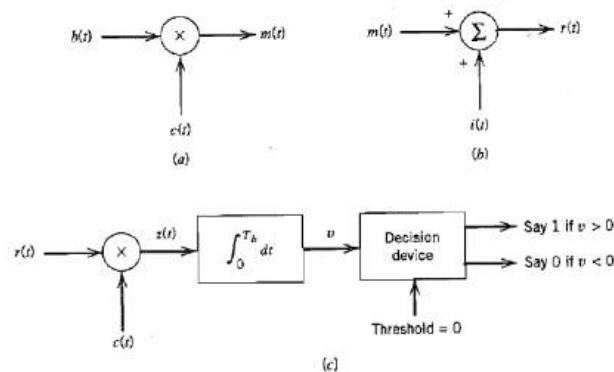 b(t)
×
m(t)
c(t)
(a)
m(t)
+
Σ
r(t)
+
i(t)
(b)
r(t)
×
z(t)
c(t)
∫₀^{T_b} dt
v
Decision
device
Threshold = 0
Say 1 if v > 0
Say 0 if v < 0
(c)